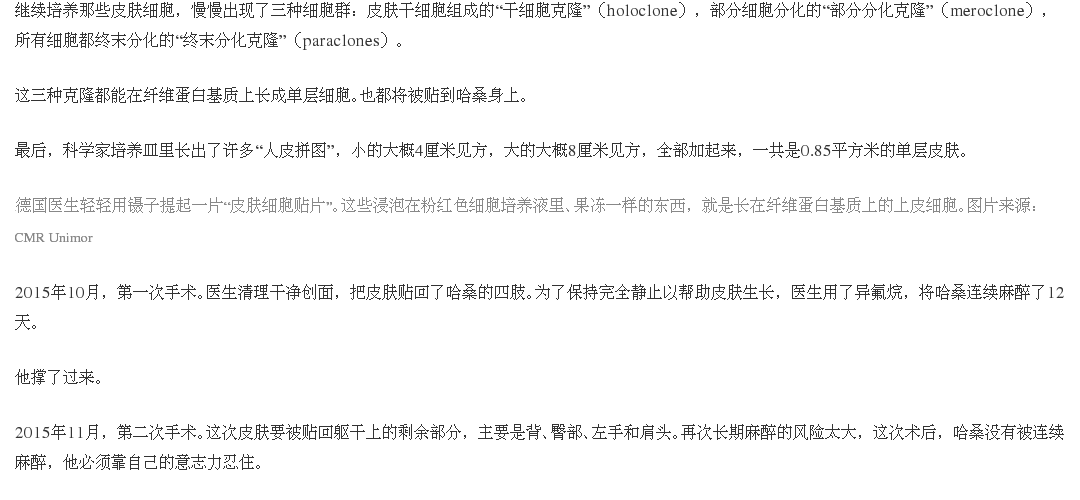 继续培养那些皮肤细胞，慢慢出现了三种细胞群：皮肤干细胞组成的“干细胞克隆”（holoclone），部分细胞分化的“部分分化克隆”（meroclone），
所有细胞都终末分化的“终末分化克隆”（paraclones）。
这三种克隆都能在纤维蛋白基质上长成单层细胞。也都将被贴到哈桑身上。
最后，科学家培养皿里长出了许多“人皮拼图”，小的大概4厘米见方，大的大概8厘米见方，全部加起来，一共是0.85平方米的单层皮肤。
德国医生轻轻用镊子提起一片“皮肤细胞贴片”。这些浸泡在粉红色细胞培养液里、果冻一样的东西，就是长在纤维蛋白基质上的上皮细胞。图片来源：
CMR Unimor
2015年10月，第一次手术。医生清理干净创面，把皮肤贴回了哈桑的四肢。为了保持完全静止以帮助皮肤生长，医生用了异氟烷，将哈桑连续麻醉了12
天。
他撑了过来。
2015年11月，第二次手术。这次皮肤要被贴回躯干上的剩余部分，主要是背、臀部、左手和肩头。再次长期麻醉的风险太大，这次术后，哈桑没有被连续
麻醉，他必须靠自己的意志力忍住。